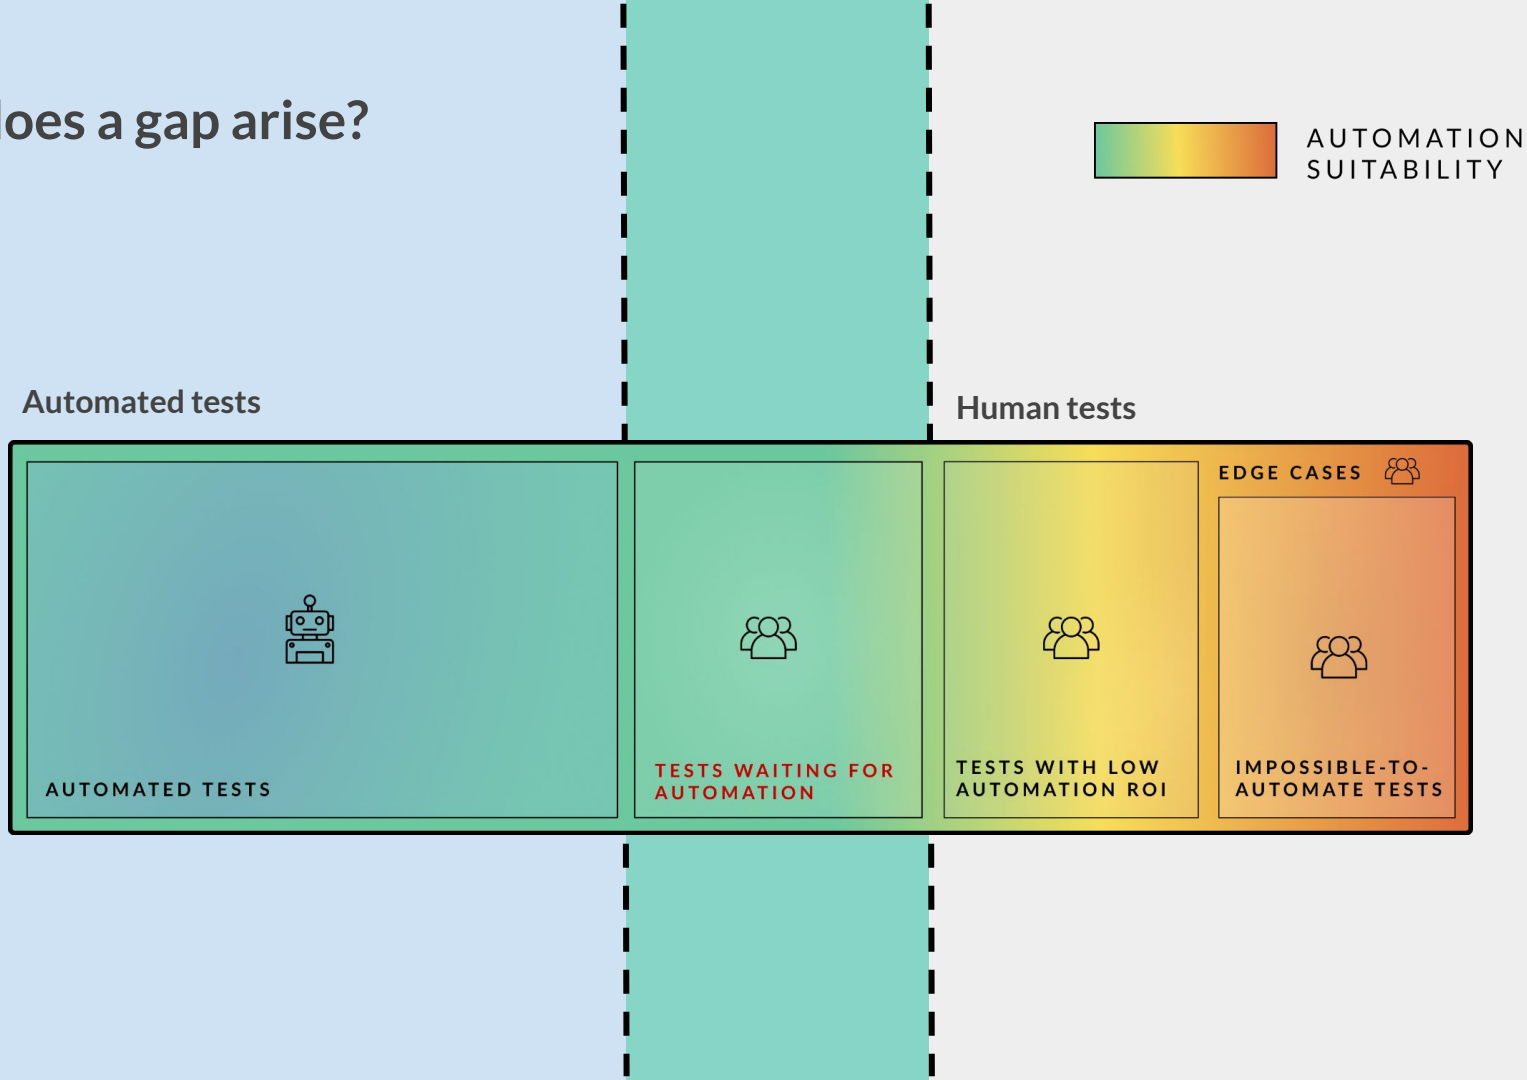 does a gap arise?
AUTOMATION
SUITABILITY
Automated tests
Human tests
EDGE CASES
AUTOMATED TESTS
TESTS WAITING FOR
AUTOMATION
TESTS WITH LOW
AUTOMATION ROI
IMPOSSIBLE-TO-
AUTOMATE TESTS